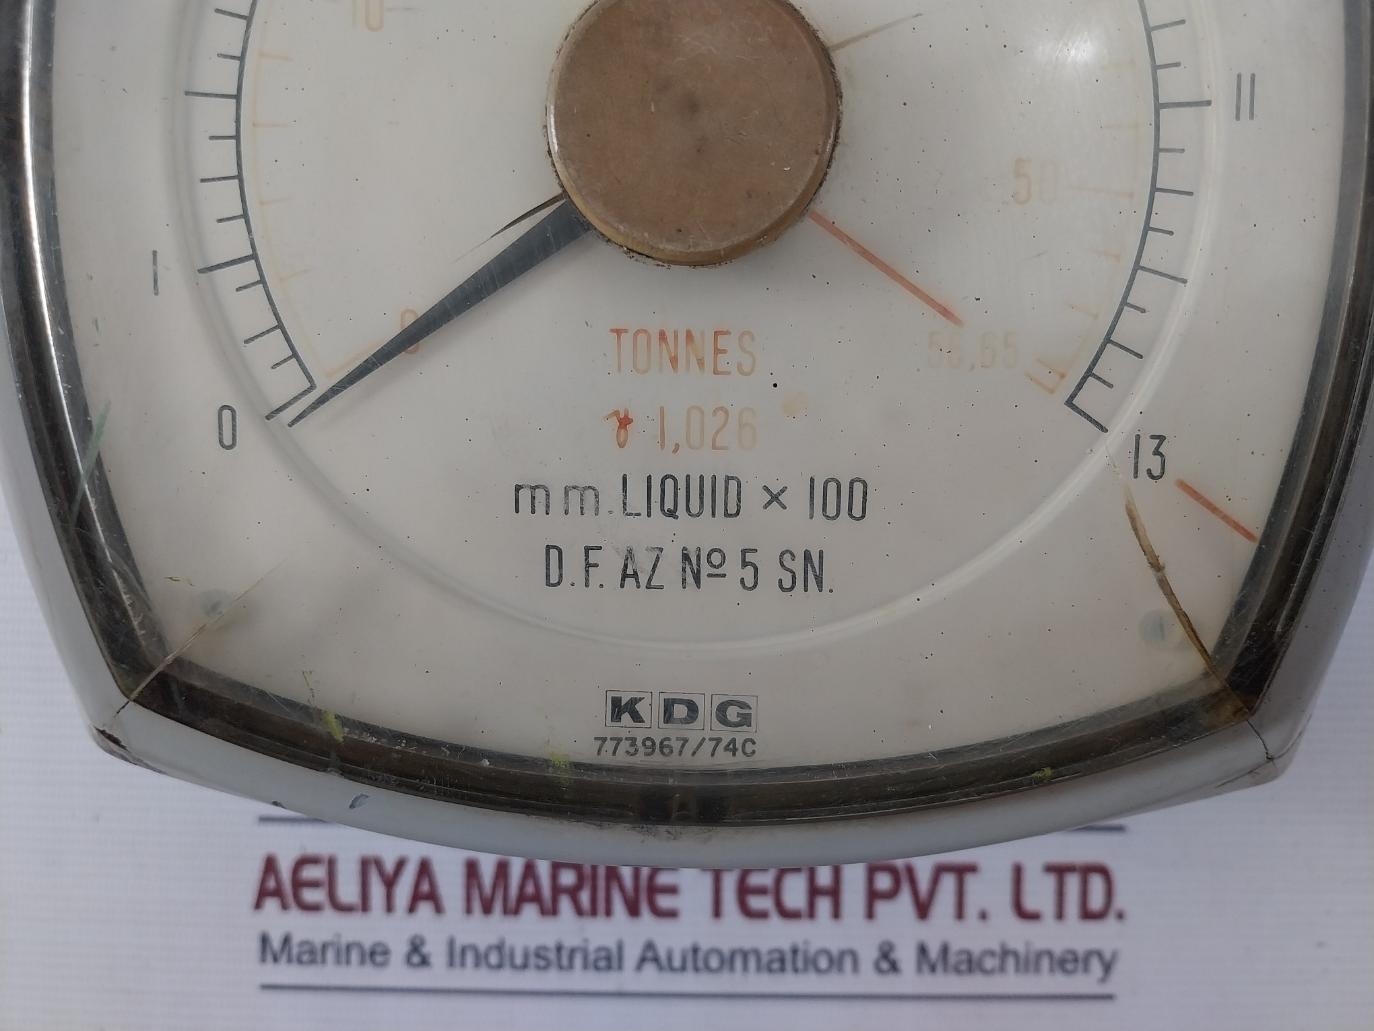 10
11
50
1
0
TONNES
56,65
ɤ 1,026
0
13
mm. LIQUID × 100
D.F. AZ Nº 5 SN.
KDG
773967/74C
AELIYA MARINE TECH PVT. LTD.
Marine & Industrial Automation & Machinery